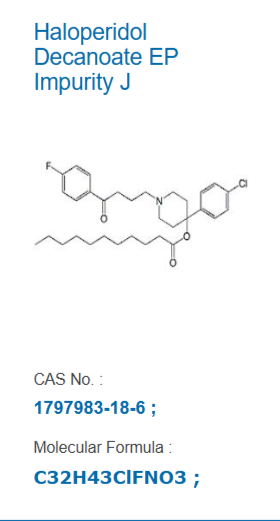 Haloperidol
Decanoate EP
Impurity J
F
Cl
N
O
O
O
CAS No. :
1797983-18-6 ;
Molecular Formula :
C32H43ClFNO3 ;